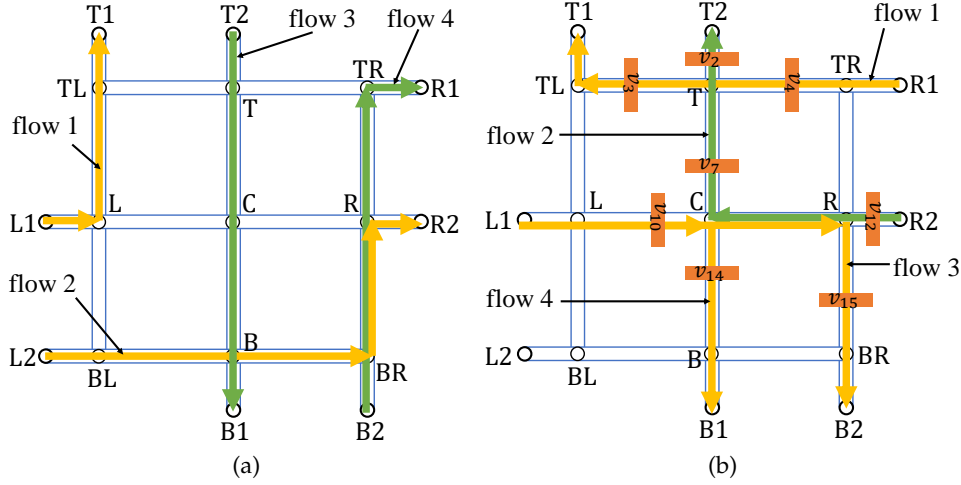 T1 T2 flow 3 flow 4
TL T TR R1
flow 1
L1 L C R R2
flow 2
L2 BL B BR
B1 B2
(a)
T1 T2 flow 1
v2
TL v3 T v4 TR R1
flow 2
v7
L1 L v10 C R v12 R2
flow 3
v14
flow 4 v15
L2 BL B BR
B1 B2
(b)